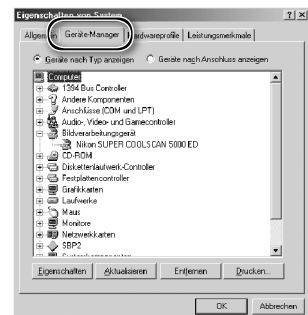 Eigenschaften von System
Allgemein Geräte-Manager Hardwareprofile Leistungsmerkmale
Geräte nach Typ anzeigen Geräte nach Anschluss anzeigen
Computer
1394 Bus Controller
Andere Komponenten
Anschlüsse (COM und LPT)
Audio-, Video- und Gamecontroller
Bildverarbeitungsgerät
Nikon SUPER COOLSCAN 5000 ED
CD-ROM
Diskettenlaufwerk-Controller
Festplattencontroller
Grafikkarten
Laufwerke
Maus
Monitore
Netzwerkkarten
SBP2
Systemkomponenten
Eigenschaften Aktualisieren Entfernen Drucken...
OK Abbrechen